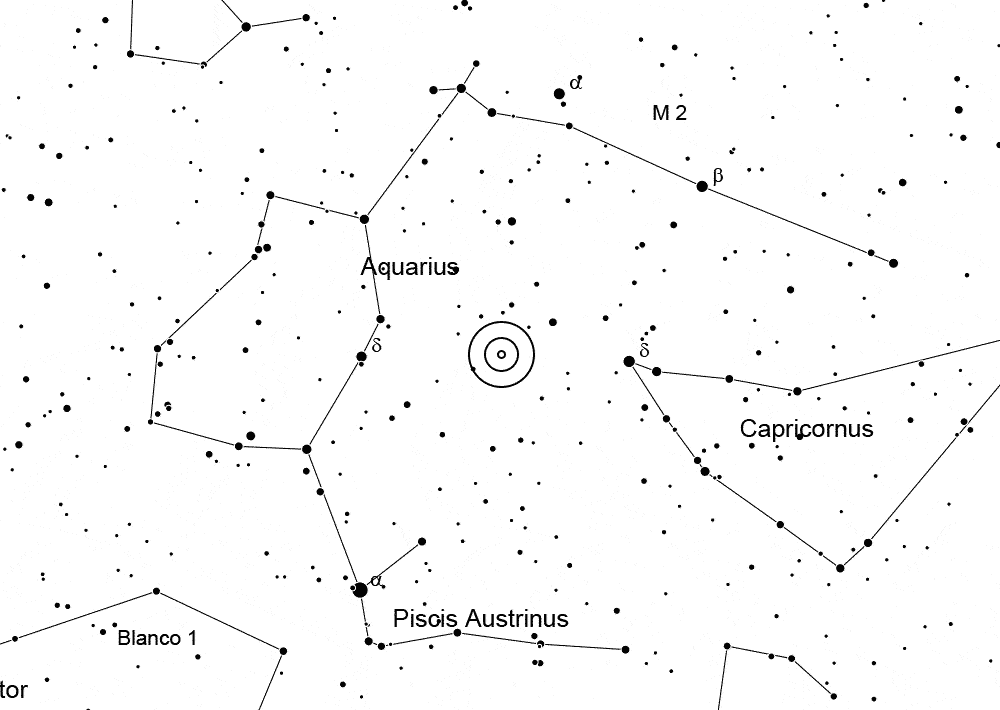 α
M 2
β
Aquarius
δ
δ
Capricornus
α
Piscis Austrinus
Blanco 1
tor